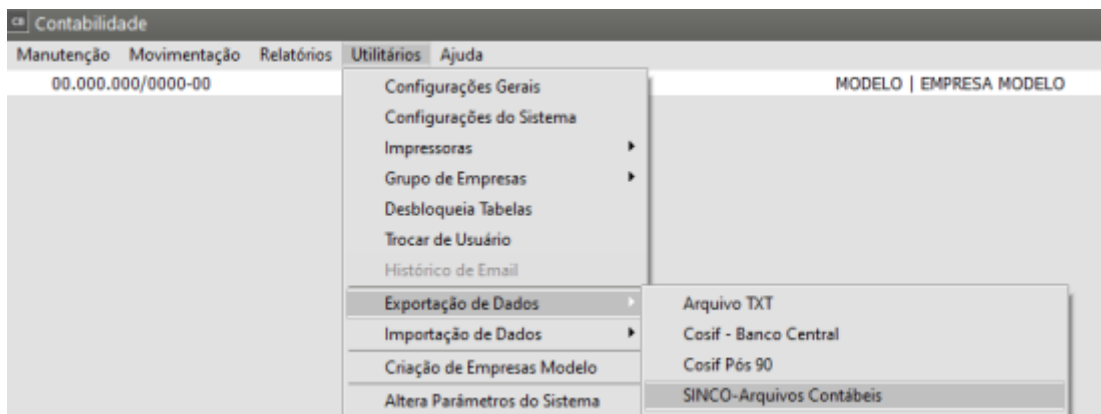 CB Contabilidade
Manutenção Movimentação Relatórios Utilitários Ajuda
00.000.000/0000-00 MODELO | EMPRESA MODELO
Configurações Gerais
Configurações do Sistema
Impressoras
Grupo de Empresas
Desbloqueia Tabelas
Trocar de Usuário
Histórico de Email
Exportação de Dados
Importação de Dados
Criação de Empresas Modelo
Altera Parâmetros do Sistema
Arquivo TXT
Cosif - Banco Central
Cosif Pós 90
SINCO-Arquivos Contábeis